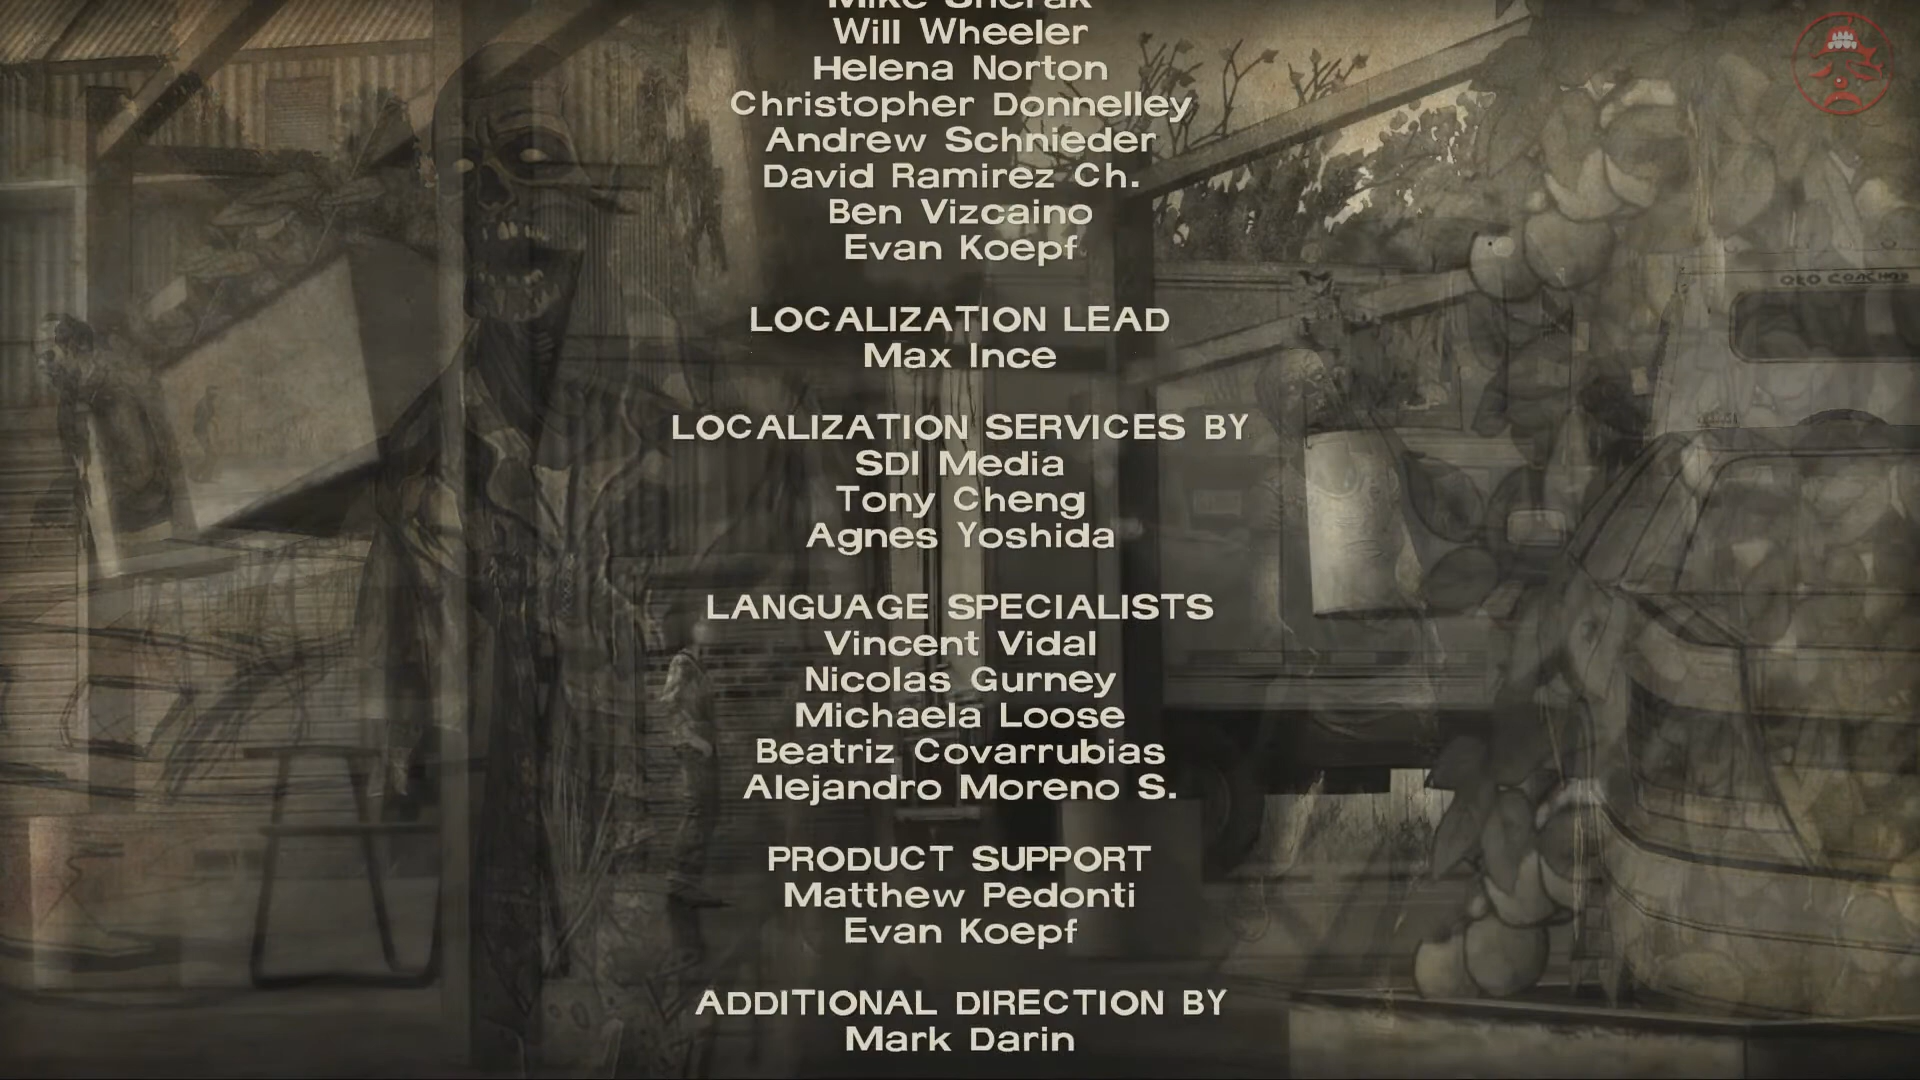 Mike Sherak
Will Wheeler
Helena Norton
Christopher Donnelley
Andrew Schnieder
David Ramirez Ch.
Ben Vizcaino
Evan Koepf
LOCALIZATION LEAD
Max Ince
LOCALIZATION SERVICES BY
SDI Media
Tony Cheng
Agnes Yoshida
LANGUAGE SPECIALISTS
Vincent Vidal
Nicolas Gurney
Michaela Loose
Beatriz Covarrubias
Alejandro Moreno S.
PRODUCT SUPPORT
Matthew Pedonti
Evan Koepf
ADDITIONAL DIRECTION BY
Mark Darin